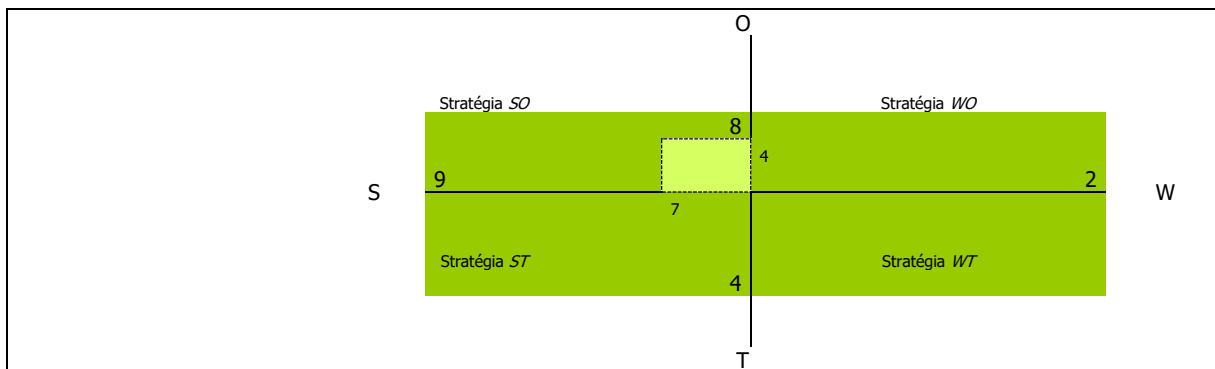 O
Stratégia SO
Stratégia WO
8
4
S
9
2
W
7
Stratégia ST
Stratégia WT
4
T